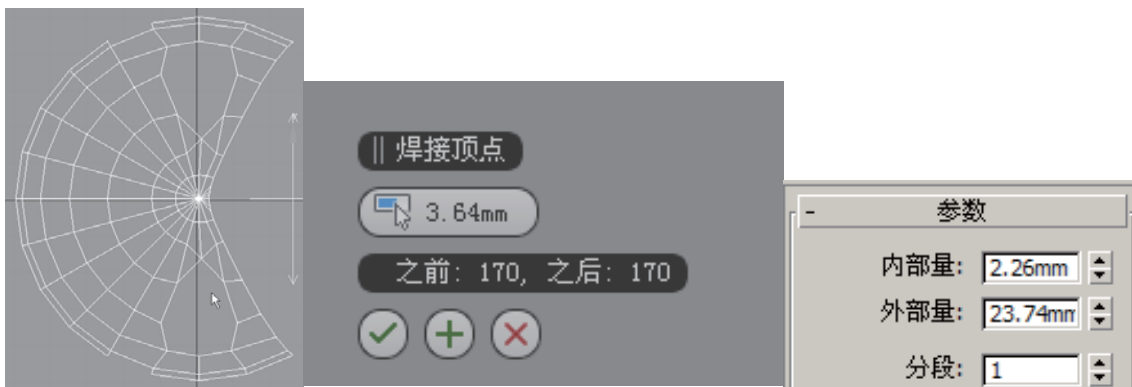 焊接顶点
3.64mm
之前: 170, 之后: 170
- 参数
内部量: 2.26mm
外部量: 23.74mm
分段: 1